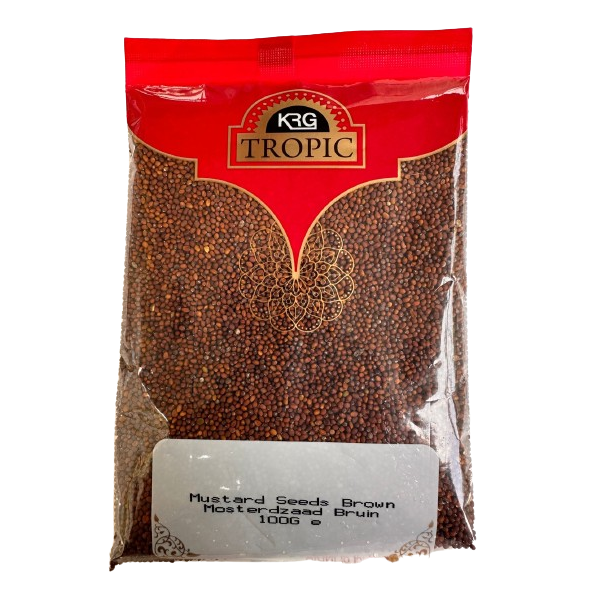 KRG
TROPIC
Mustard Seeds Brown
Mosterdzaad Bruin
100G e